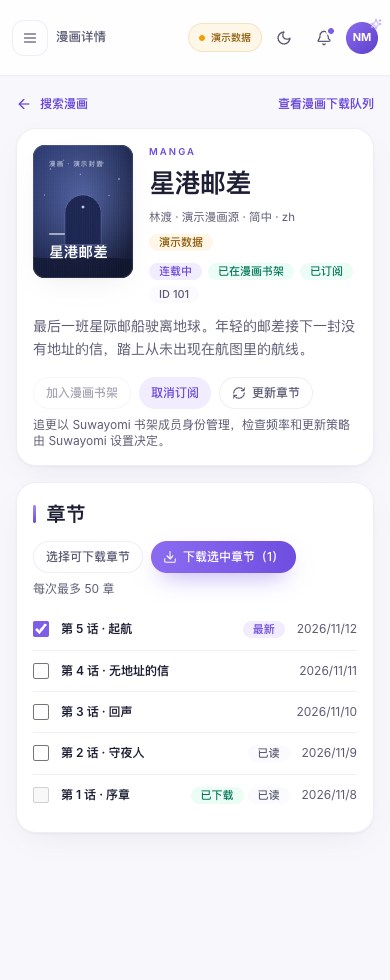 漫画详情
演示数据
NM
搜索漫画
查看漫画下载队列
漫画 · 演示封面
星港邮差
MANGA
星港邮差
林渡 · 演示漫画源 · 简中 · zh
演示数据
连载中 已在漫画书架 已订阅
ID 101
最后一班星际邮船驶离地球。年轻的邮差接下一封没
有地址的信，踏上从未出现在航图里的航线。
加入漫画书架 取消订阅 更新章节
追更以 Suwayomi 书架成员身份管理，检查频率和更新策略
由 Suwayomi 设置决定。
章节
选择可下载章节 下载选中章节（1）
每次最多 50 章
第 5 话 · 起航 最新 2026/11/12
第 4 话 · 无地址的信 2026/11/11
第 3 话 · 回声 2026/11/10
第 2 话 · 守夜人 已读 2026/11/9
第 1 话 · 序章 已下载 已读 2026/11/8